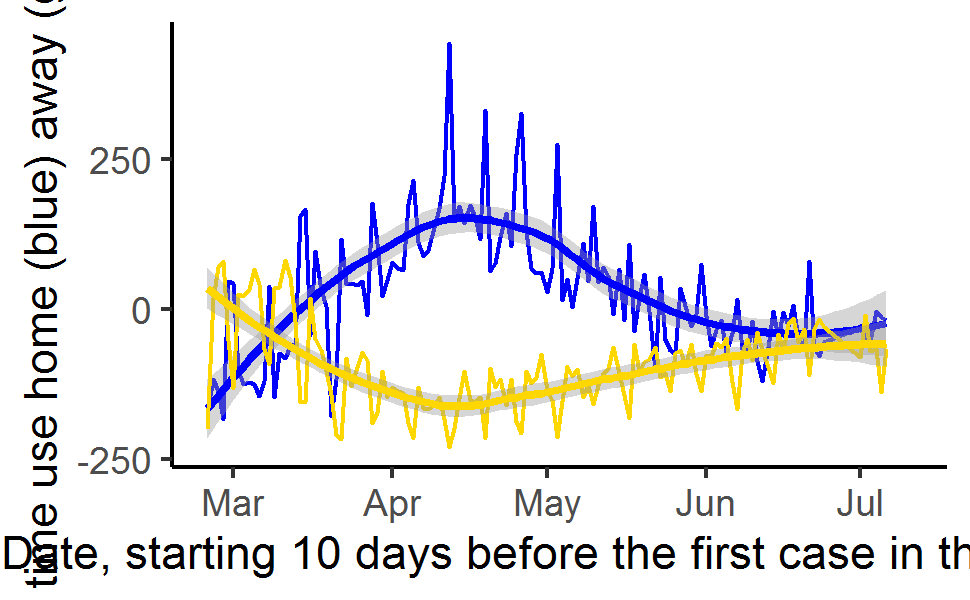 time use home (blue) away (
250
0
-250
Mar Apr May Jun Jul
Date, starting 10 days before the first case in th